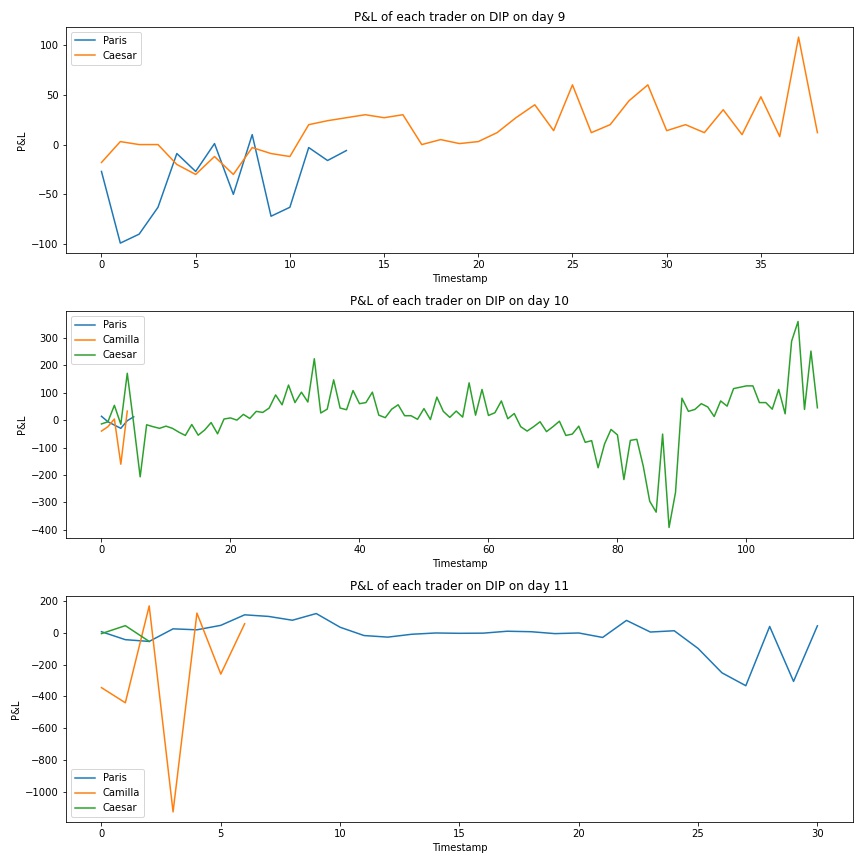 P&L of each trader on DIP on day 9
Paris
Caesar
100
50
0
−50
−100
P&L
0 5 10 15 20 25 30 35
Timestamp
P&L of each trader on DIP on day 10
Paris
Camilla
Caesar
300
200
100
0
−100
−200
−300
−400
P&L
0 20 40 60 80 100
Timestamp
P&L of each trader on DIP on day 11
200
0
−200
−400
−600
−800
−1000
P&L
Paris
Camilla
Caesar
0 5 10 15 20 25 30
Timestamp